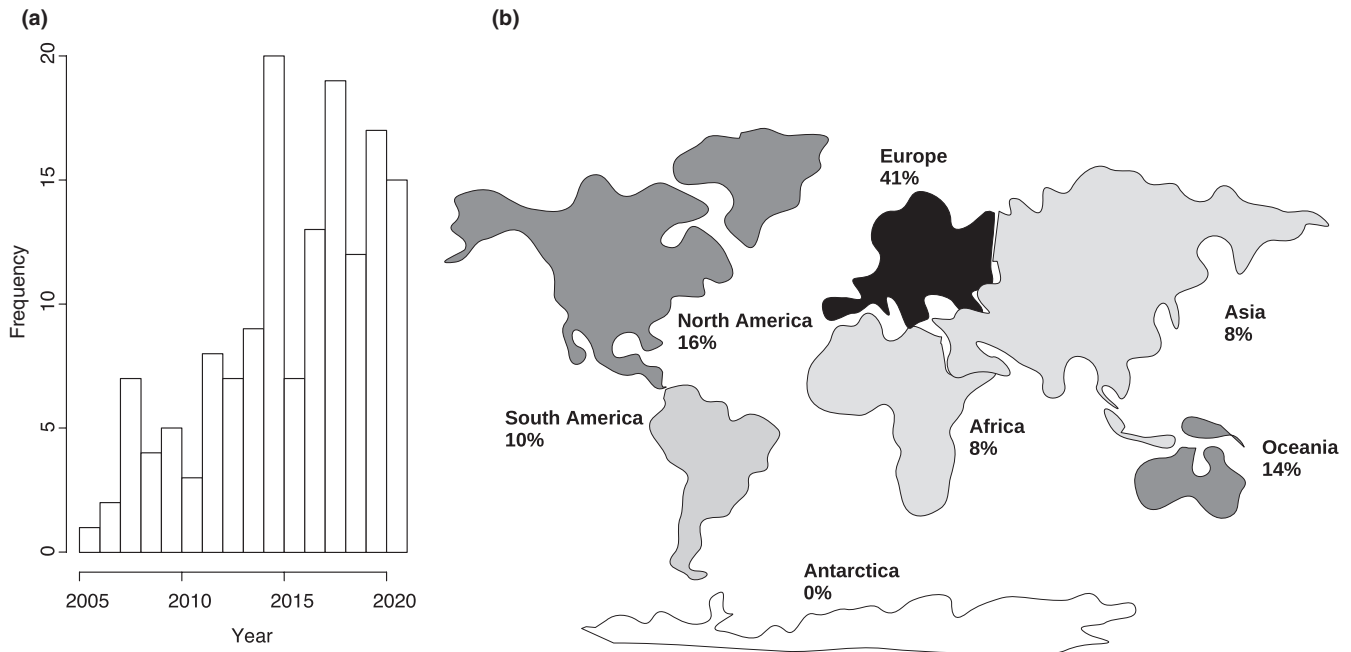 (a)
20
15
10
5
0
Frequency
2005 2010 2015 2020
Year
(b)
Europe
41%
North America
16%
Asia
8%
South America
10%
Africa
8%
Oceania
14%
Antarctica
0%